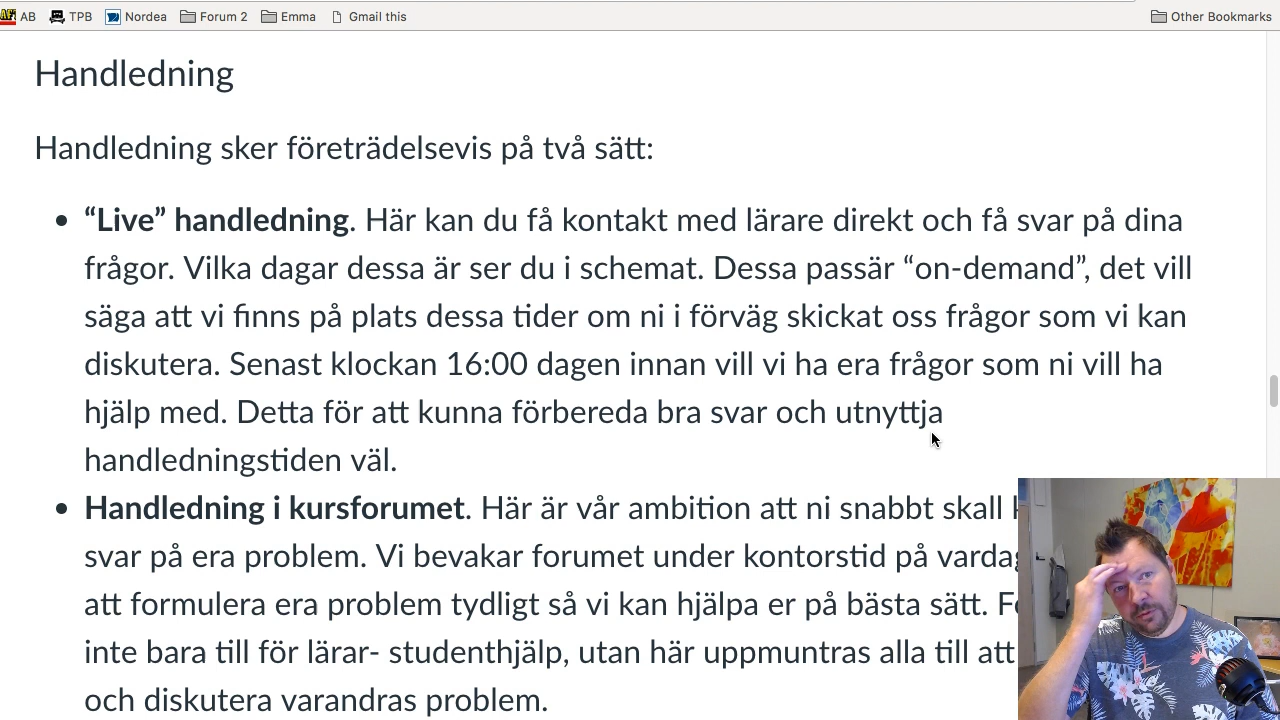 AB TPB Nordea Forum 2 Emma Gmail this Other Bookmarks
Handledning
Handledning sker företrädelsevis på två sätt:
“Live” handledning. Här kan du få kontakt med lärare direkt och få svar på dina
frågor. Vilka dagar dessa är ser du i schemat. Dessa passär “on-demand”, det vill
säga att vi finns på plats dessa tider om ni i förväg skickat oss frågor som vi kan
diskutera. Senast klockan 16:00 dagen innan vill vi ha era frågor som ni vill ha
hjälp med. Detta för att kunna förbereda bra svar och utnyttja
handledningstiden väl.
Handledning i kursforumet. Här är vår ambition att ni snabbt skall
svar på era problem. Vi bevakar forumet under kontorstid på
att formulera era problem tydligt så vi kan hjälpa er på bästa sätt.
inte bara till för lärar- studenthjälp, utan här uppmuntras alla till att
och diskutera varandras problem.